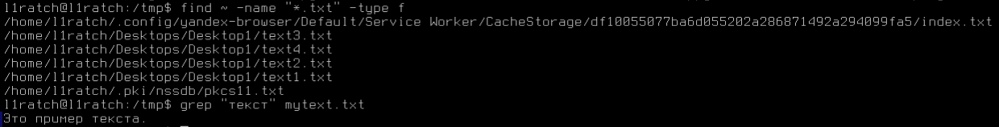 l1ratch@l1ratch:/tmp$ find ~ -name "*.txt" -type f
/home/l1ratch/.config/yandex-browser/Default/Service Worker/CacheStorage/df10055077ba6d055202a286871492a294099fa5/index.txt
/home/l1ratch/Desktops/Desktop1/text3.txt
/home/l1ratch/Desktops/Desktop1/text4.txt
/home/l1ratch/Desktops/Desktop1/text2.txt
/home/l1ratch/Desktops/Desktop1/text1.txt
/home/l1ratch/.pki/nssdb/pkcs11.txt
l1ratch@l1ratch:/tmp$ grep "текст" mytext.txt
Это пример текста.